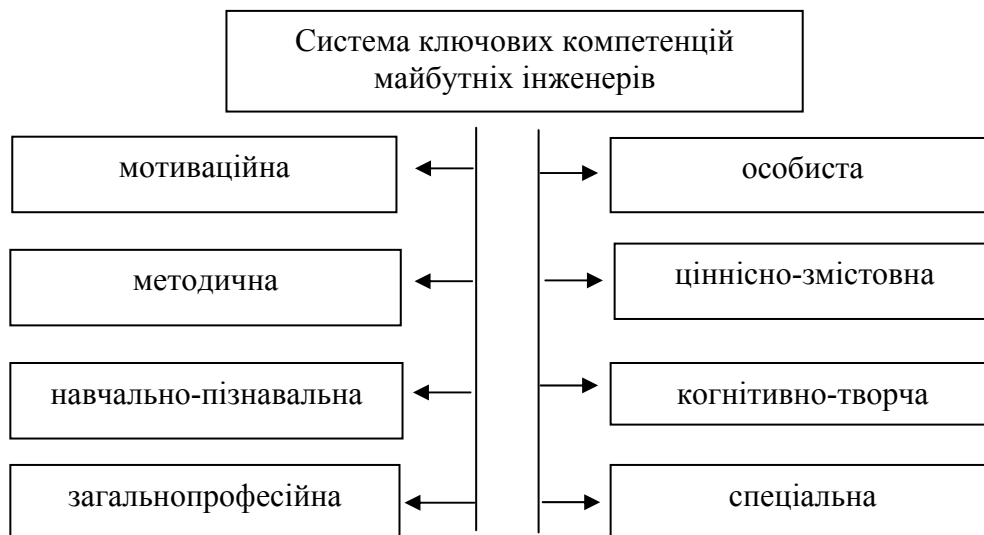 Система ключових компетенцій
майбутніх інженерів
мотиваційна
особиста
методична
ціннісно-змістовна
навчально-пізнавальна
когнітивно-творча
загальнопрофесійна
спеціальна